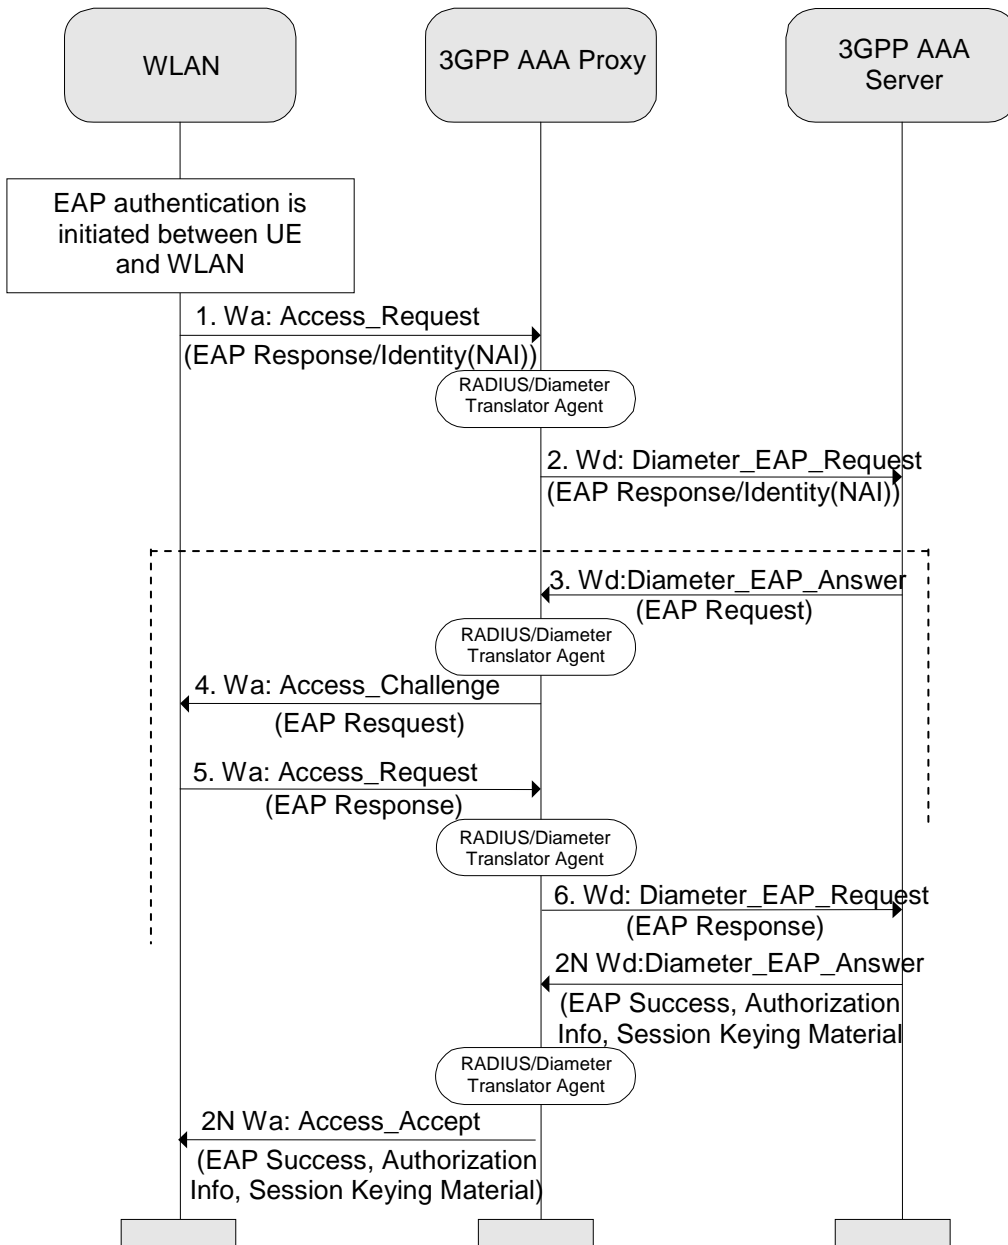 WLAN
3GPP AAA Proxy
3GPP AAA
Server
EAP authentication is
initiated between UE
and WLAN
1. Wa: Access_Request
(EAP Response/Identity(NAI))
RADIUS/Diameter
Translator Agent
2. Wd: Diameter_EAP_Request
(EAP Response/Identity(NAI))
3. Wd:Diameter_EAP_Answer
(EAP Request)
RADIUS/Diameter
Translator Agent
4. Wa: Access_Challenge
(EAP Resquest)
5. Wa: Access_Request
(EAP Response)
RADIUS/Diameter
Translator Agent
6. Wd: Diameter_EAP_Request
(EAP Response)
2N Wd:Diameter_EAP_Answer
(EAP Success, Authorization
Info, Session Keying Material
RADIUS/Diameter
Translator Agent
2N Wa: Access_Accept
(EAP Success, Authorization
Info, Session Keying Material)